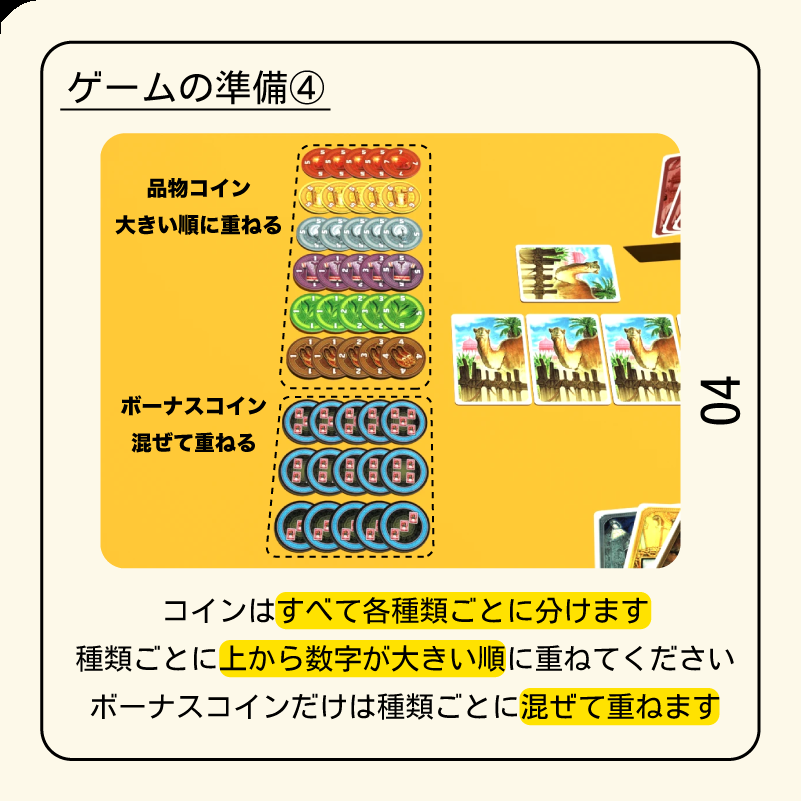 ゲームの準備④
品物コイン
大きい順に重ねる
ボーナスコイン
混ぜて重ねる
04
コインはすべて各種類ごとに分けます
種類ごとに上から数字が大きい順に重ねてください
ボーナスコインだけは種類ごとに混ぜて重ねます